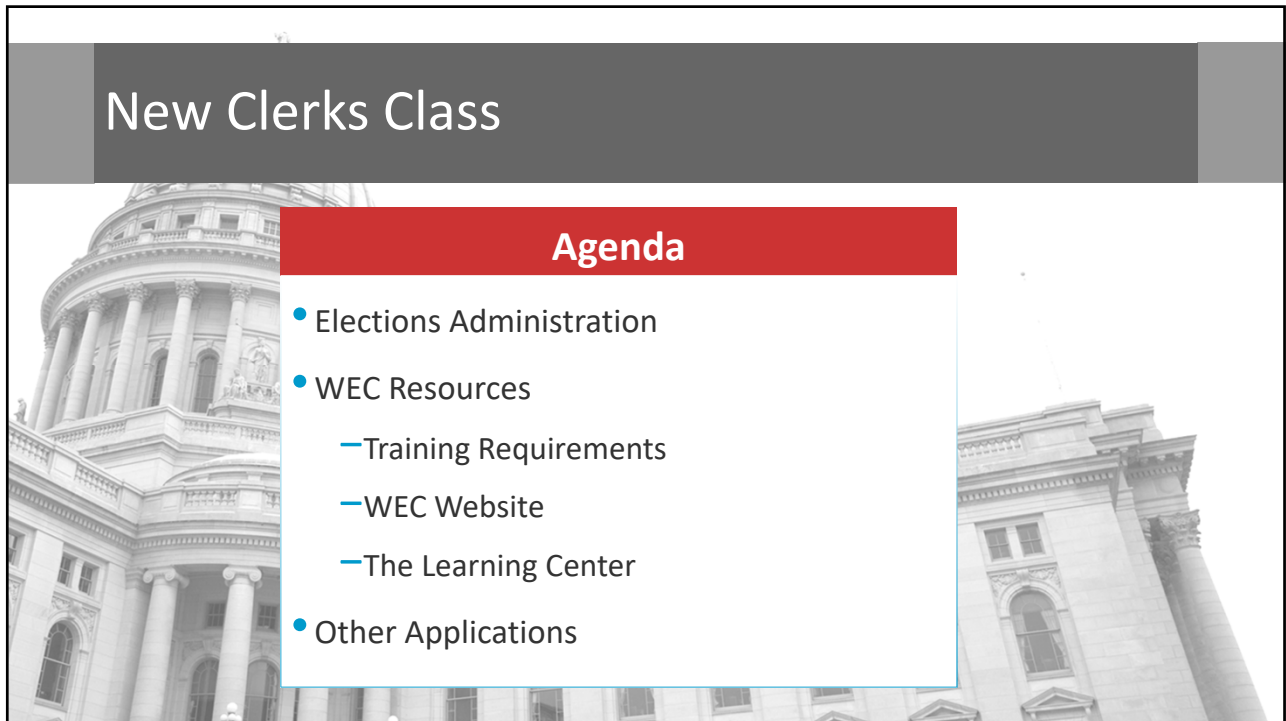 New Clerks Class
Agenda
• Elections Administration
• WEC Resources
–Training Requirements
–WEC Website
–The Learning Center
• Other Applications